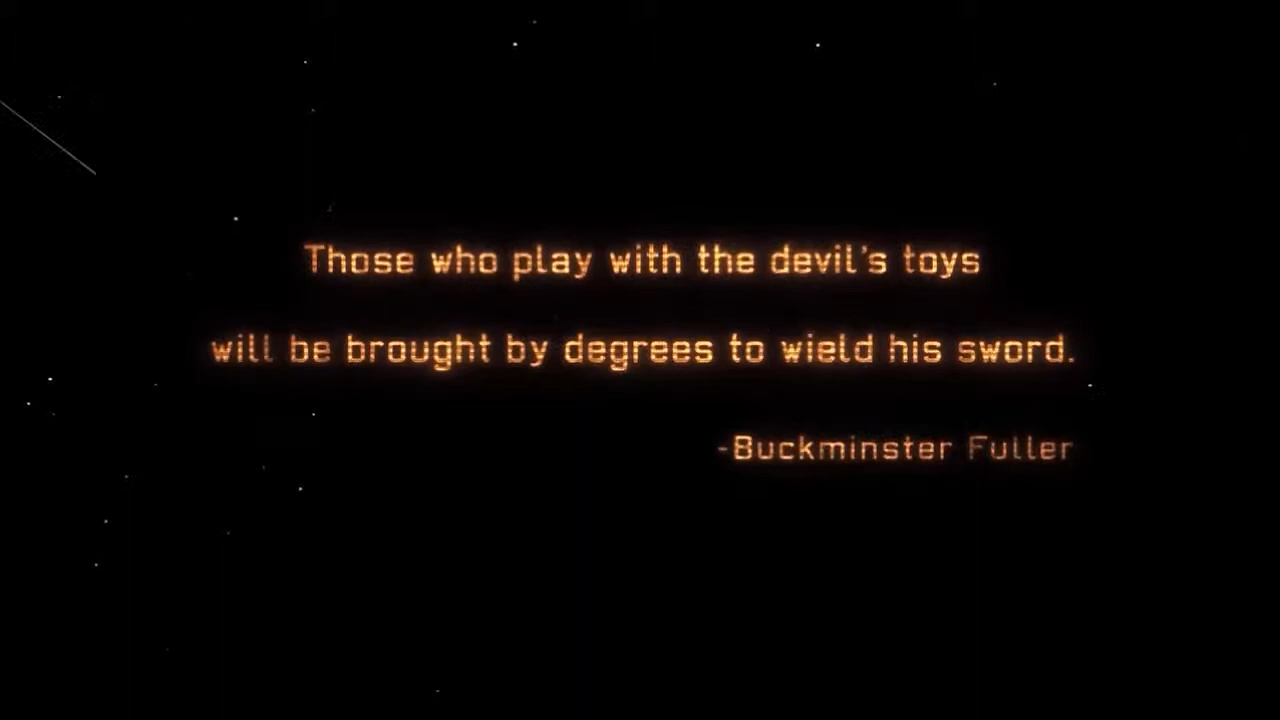 Those who play with the devil's toys
will be brought by degrees to wield his sword.
-Buckminster Fuller